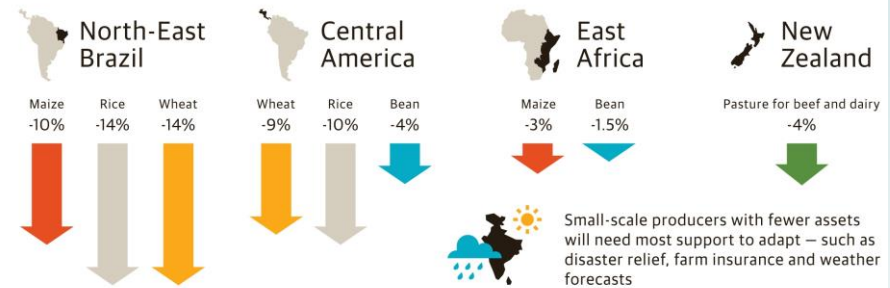 North-East
Brazil
Maize Rice Wheat
-10% -14% -14%
Central
America
Wheat Rice Bean
-9% -10% -4%
East
Africa
Maize Bean
-3% -1.5%
New
Zealand
Pasture for beef and dairy
-4%
Small-scale producers with fewer assets
will need most support to adapt — such as
disaster relief, farm insurance and weather
forecasts